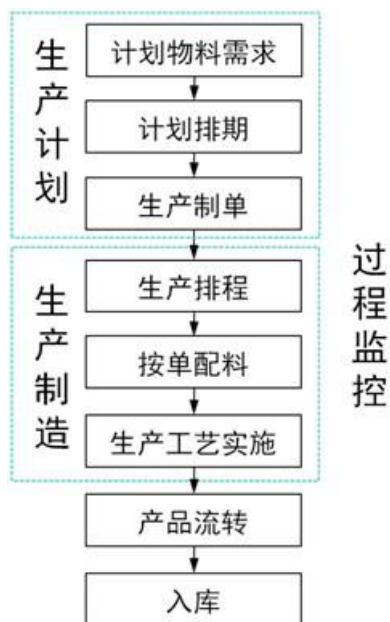 生产计划
计划物料需求
计划排期
生产制单
生产制造
生产排程
按单配料
生产工艺实施
过程监控
产品流转
入库